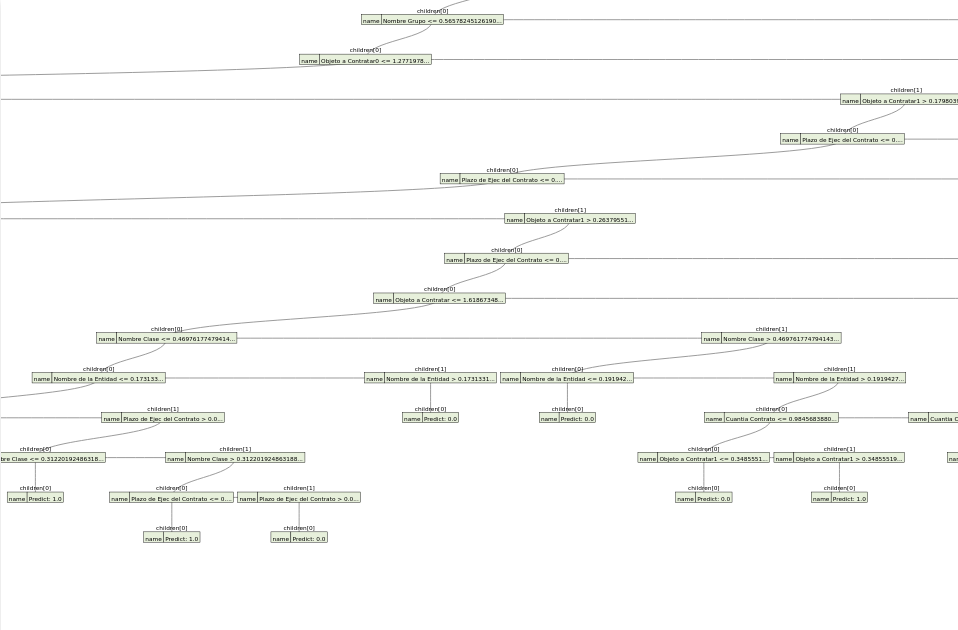 children[0]
name Nombre Grupo <= 0.56578245126190...
children[0]
name Objeto a Contratar0 <= 1.2771978...
children[1]
name Objeto a Contratar1 > 0.1798039
children[0]
name Plazo de Ejec del Contrato <= 0....
children[0]
name Plazo de Ejec del Contrato <= 0....
children[1]
name Objeto a Contratar1 > 0.26379551...
children[0]
name Plazo de Ejec del Contrato <= 0....
children[0]
name Objeto a Contratar <= 1.61867348...
children[0] children[1]
name Nombre Clase <= 0.46976177479414... name Nombre Clase > 0.469761774794143...
children[0] children[1] children[0] children[1]
name Nombre de la Entidad <= 0.173133... name Nombre de la Entidad > 0.1731331... name Nombre de la Entidad <= 0.191942... name Nombre de la Entidad > 0.1919427...
children[1] children[0] children[0] children[0]
name Plazo de Ejec del Contrato > 0.0... name Predict: 0.0 name Predict: 0.0 name Cuantia Contrato <= 0.9845683880... name Cuantia C
children[0] children[1] children[0] children[1]
bre Clase <= 0.31220192486318... name Nombre Clase > 0.312201924863188... name Objeto a Contratar1 <= 0.3485551... name Objeto a Contratar1 > 0.34855519...
children[0] children[0] children[1] children[0] children[0]
name Predict: 1.0 name Plazo de Ejec del Contrato <= 0.... name Plazo de Ejec del Contrato > 0.0... name Predict: 0.0 name Predict: 1.0
children[0] children[0]
name Predict: 1.0 name Predict: 0.0